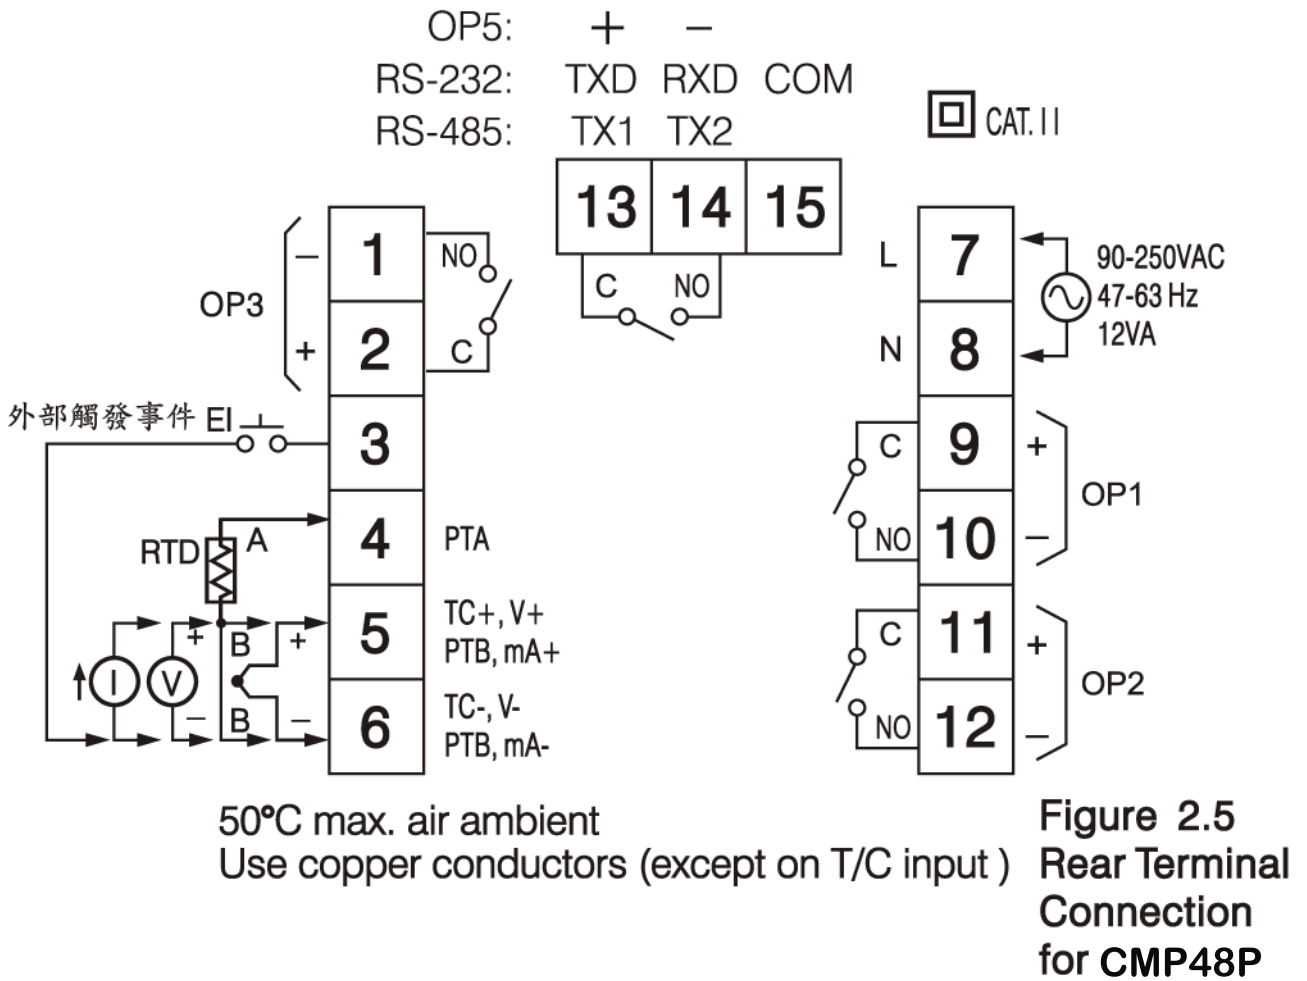 OP5: + −
RS-232: TXD RXD COM
RS-485: TX1 TX2
13 14 15
C NO
CAT. II
OP3
− 1 NO
+ 2 C
外部觸發事件 EI 3
RTD A 4 PTA
I V + B + 5 TC+, V+
PTB, mA+
− B − 6 TC-, V-
PTB, mA-
L 7 90-250VAC
47-63 Hz
N 8 12VA
C 9 +
OP1
NO 10 −
C 11 +
OP2
NO 12 −
50°C max. air ambient
Use copper conductors (except on T/C input )
Figure 2.5
Rear Terminal
Connection
for CMP48P